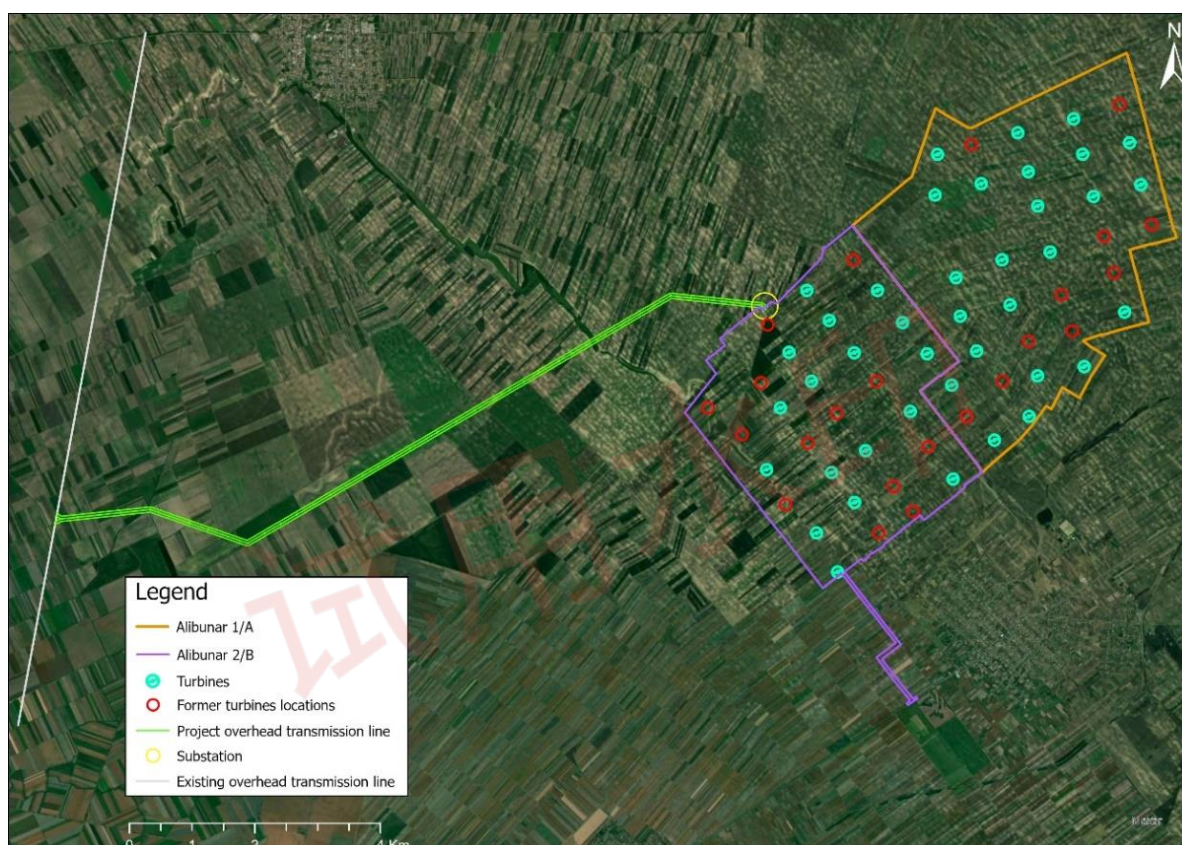 N
Legend
Alibunar 1/A
Alibunar 2/B
Turbines
Former turbines locations
Project overhead transmission line
Substation
Existing overhead transmission line
0 1 2 4 Km